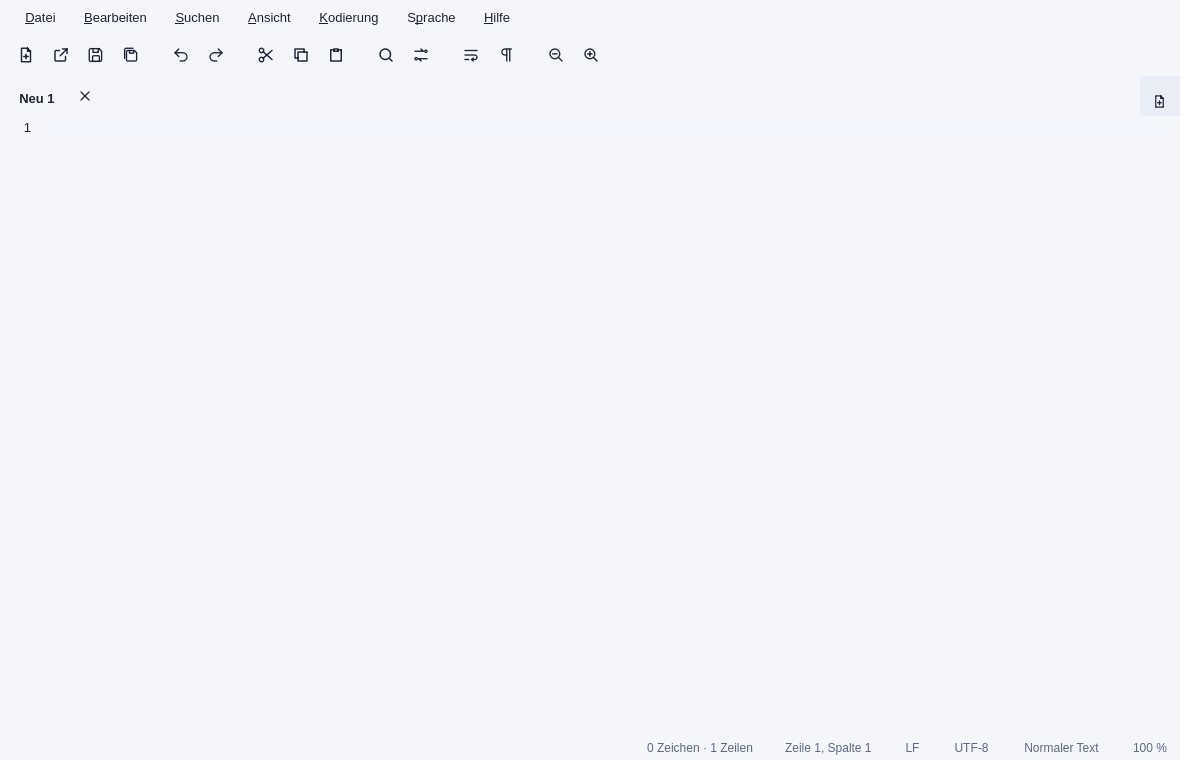 Datei Bearbeiten Suchen Ansicht Kodierung Sprache Hilfe
Neu 1
1
0 Zeichen · 1 Zeilen Zeile 1, Spalte 1 LF UTF-8 Normaler Text 100 %